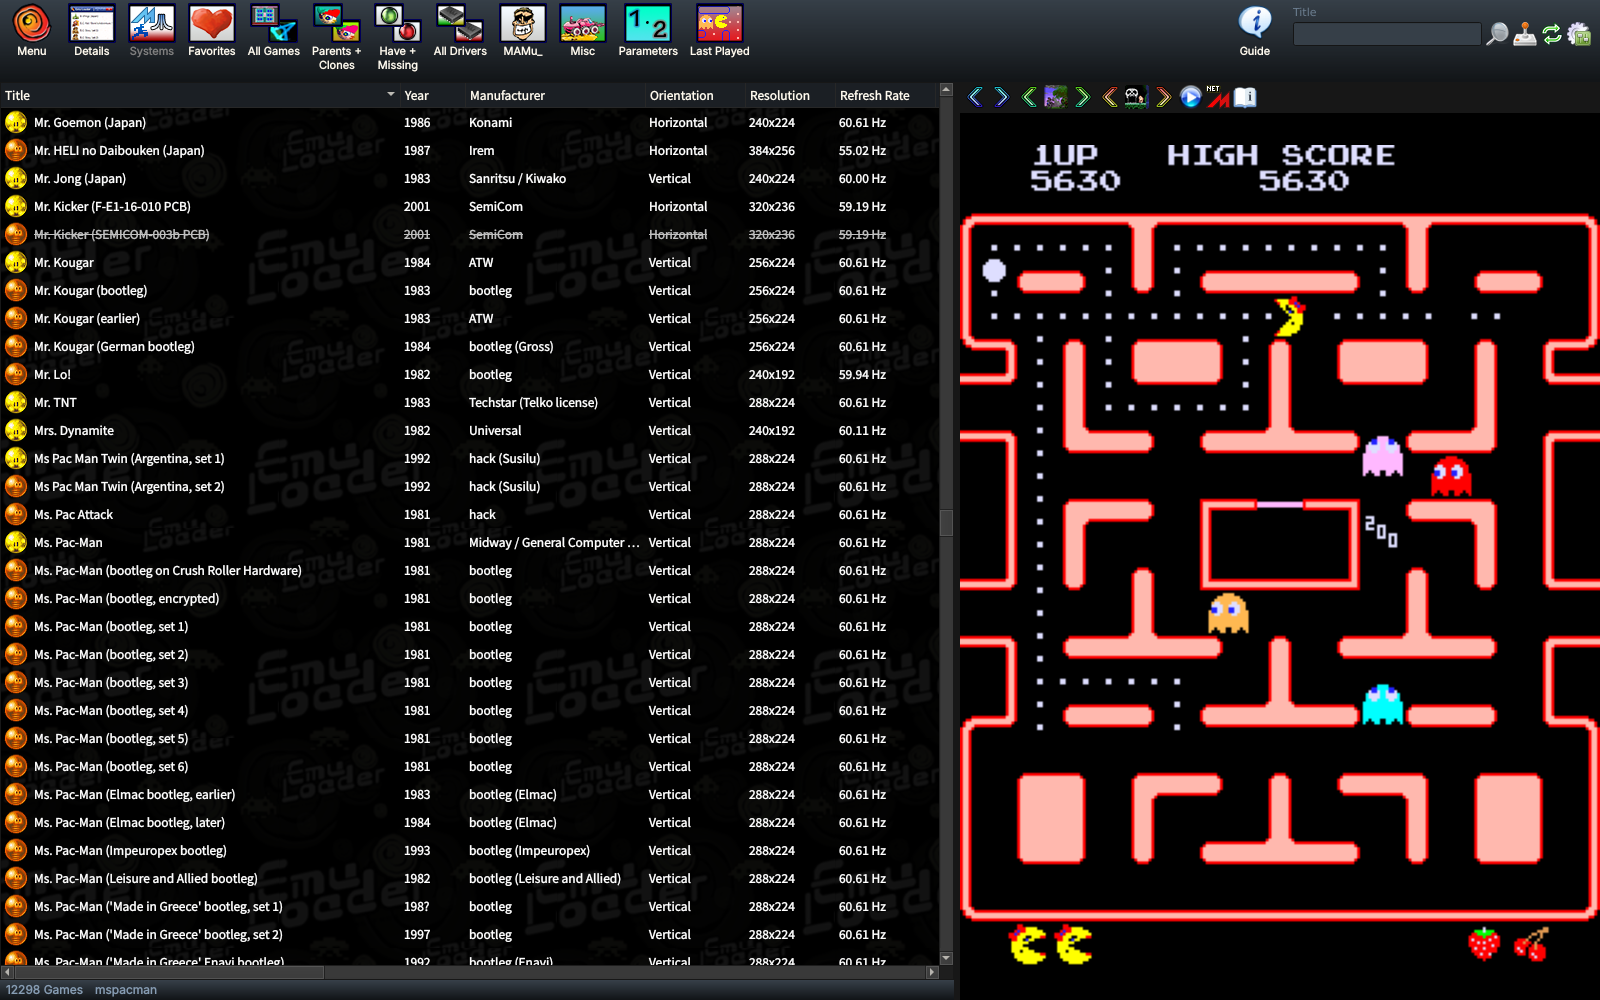 Menu Details Systems Favorites All Games Parents + Clones Have + Missing All Drivers MAMu_ Misc Parameters Last Played Guide Title
1 . 2
Title Year Manufacturer Orientation Resolution Refresh Rate
NET
Mr. Goemon (Japan) 1986 Konami Horizontal 240x224 60.61 Hz
Mr. HELI no Daibouken (Japan) 1987 Irem Horizontal 384x256 55.02 Hz
Mr. Jong (Japan) 1983 Sanritsu / Kiwako Vertical 240x224 60.00 Hz
Mr. Kicker (F-E1-16-010 PCB) 2001 SemiCom Horizontal 320x236 59.19 Hz
Mr. Kicker (SEMICOM-003b PCB) 2001 SemiCom Horizontal 320x236 59.19 Hz
Mr. Kougar 1984 ATW Vertical 256x224 60.61 Hz
Mr. Kougar (bootleg) 1983 bootleg Vertical 256x224 60.61 Hz
Mr. Kougar (earlier) 1983 ATW Vertical 256x224 60.61 Hz
Mr. Kougar (German bootleg) 1984 bootleg (Gross) Vertical 256x224 60.61 Hz
Mr. Lo! 1982 bootleg Vertical 240x192 59.94 Hz
Mr. TNT 1983 Techstar (Telko license) Vertical 288x224 60.61 Hz
Mrs. Dynamite 1982 Universal Vertical 240x192 60.11 Hz
Ms Pac Man Twin (Argentina, set 1) 1992 hack (Susilu) Vertical 288x224 60.61 Hz
Ms Pac Man Twin (Argentina, set 2) 1992 hack (Susilu) Vertical 288x224 60.61 Hz
Ms. Pac Attack 1981 hack Vertical 288x224 60.61 Hz
Ms. Pac-Man 1981 Midway / General Computer ... Vertical 288x224 60.61 Hz
Ms. Pac-Man (bootleg on Crush Roller Hardware) 1981 bootleg Vertical 288x224 60.61 Hz
Ms. Pac-Man (bootleg, encrypted) 1981 bootleg Vertical 288x224 60.61 Hz
Ms. Pac-Man (bootleg, set 1) 1981 bootleg Vertical 288x224 60.61 Hz
Ms. Pac-Man (bootleg, set 2) 1981 bootleg Vertical 288x224 60.61 Hz
Ms. Pac-Man (bootleg, set 3) 1981 bootleg Vertical 288x224 60.61 Hz
Ms. Pac-Man (bootleg, set 4) 1981 bootleg Vertical 288x224 60.61 Hz
Ms. Pac-Man (bootleg, set 5) 1981 bootleg Vertical 288x224 60.61 Hz
Ms. Pac-Man (bootleg, set 6) 1981 bootleg Vertical 288x224 60.61 Hz
Ms. Pac-Man (Elmac bootleg, earlier) 1983 bootleg (Elmac) Vertical 288x224 60.61 Hz
Ms. Pac-Man (Elmac bootleg, later) 1984 bootleg (Elmac) Vertical 288x224 60.61 Hz
Ms. Pac-Man (Impeuropex bootleg) 1993 bootleg (Impeuropex) Vertical 288x224 60.61 Hz
Ms. Pac-Man (Leisure and Allied bootleg) 1982 bootleg (Leisure and Allied) Vertical 288x224 60.61 Hz
Ms. Pac-Man ('Made in Greece' bootleg, set 1) 198? bootleg Vertical 288x224 60.61 Hz
Ms. Pac-Man ('Made in Greece' bootleg, set 2) 1997 bootleg Vertical 288x224 60.61 Hz
Ms. Pac-Man ('Made in Greece' Enavi bootleg) 1992 bootleg (Enavi) Vertical 288x224 60.61 Hz
12298 Games mspacman
1UP HIGH SCORE
5630 5630
200